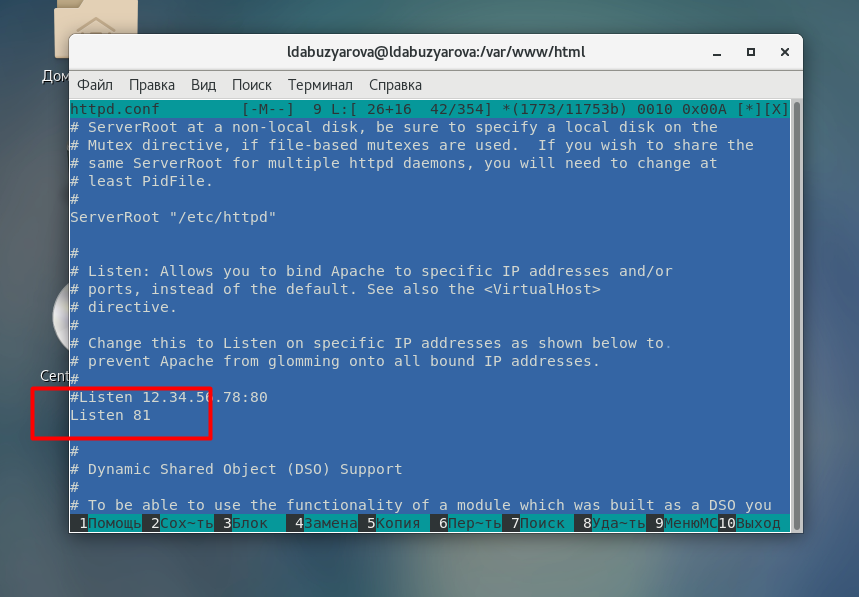 Дом
ldabuzyarova@ldabuzyarova:/var/www/html
Файл Правка Вид Поиск Терминал Справка
httpd.conf [-M--] 9 L:[ 26+16 42/354] *(1773/11753b) 0010 0x00A [*][X]
# ServerRoot at a non-local disk, be sure to specify a local disk on the
# Mutex directive, if file-based mutexes are used. If you wish to share the
# same ServerRoot for multiple httpd daemons, you will need to change at
# least PidFile.
#
ServerRoot "/etc/httpd"
#
# Listen: Allows you to bind Apache to specific IP addresses and/or
# ports, instead of the default. See also the <VirtualHost>
# directive.
#
# Change this to Listen on specific IP addresses as shown below to.
# prevent Apache from glomming onto all bound IP addresses.
Cent
#
#Listen 12.34.56.78:80
Listen 81
#
# Dynamic Shared Object (DSO) Support
#
# To be able to use the functionality of a module which was built as a DSO you
1Помощь 2Сох~ть 3Блок 4Замена 5Копия 6Пер~ть 7Поиск 8Уда~ть 9МенюMC 10Выход